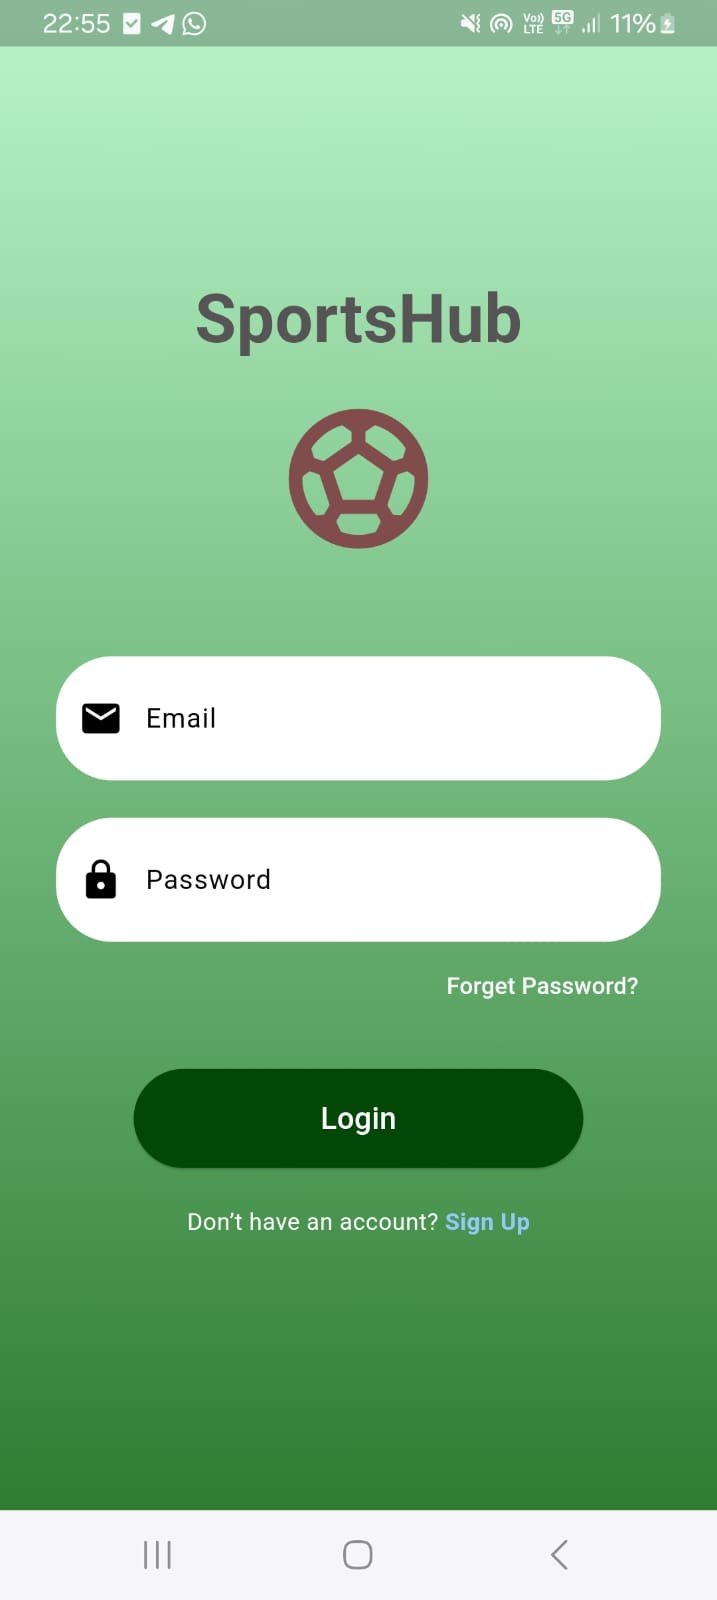 22:55 Vo)) LTE 5G 11%
SportsHub
Email
Password
Forget Password?
Login
Don’t have an account? Sign Up